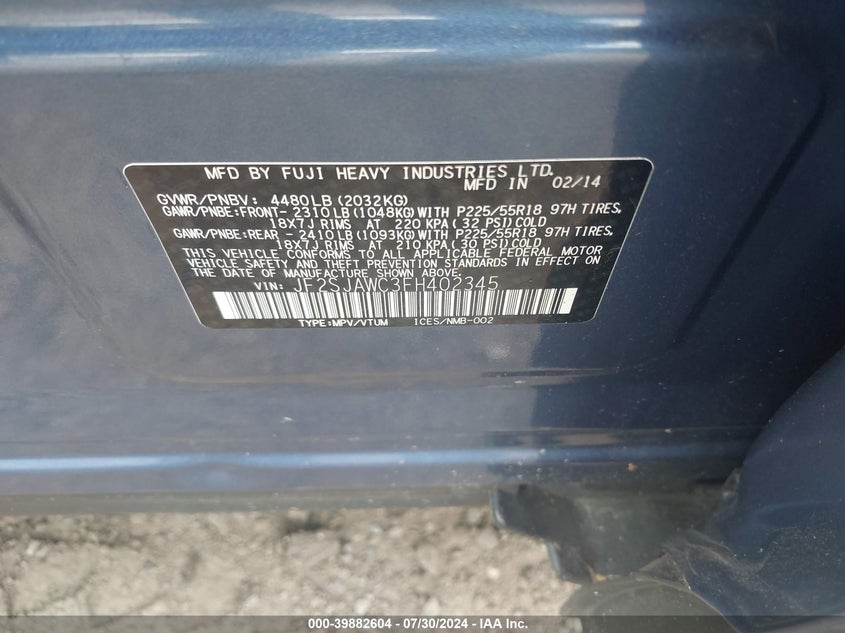 MFD BY FUJI HEAVY INDUSTRIES LTD.
MFD IN 02/14
GVWR/PNBV: 4480LB (2032KG)
GAWR/PNBE:FRONT- 2310LB (1048KG) WITH P225/55R18 97H TIRES,
18X7J RIMS AT 220 KPA( 32 PSI) COLD
GAWR/PNBE:REAR - 2410LB (1093KG) WITH P225/55R18 97H TIRES,
18X7J RIMS AT 210 KPA( 30 PSI) COLD
THIS VEHICLE CONFORMS TO ALL APPLICABLE FEDERAL MOTOR
VEHICLE SAFETY AND THEFT PREVENTION STANDARDS IN EFFECT ON
THE DATE OF MANUFACTURE SHOWN ABOVE.
VIN: JF2SJAWC3FH402345
TYPE:MPV/VTUM ICES/NMB-002
000-39882604 - 07/30/2024 - IAA Inc.